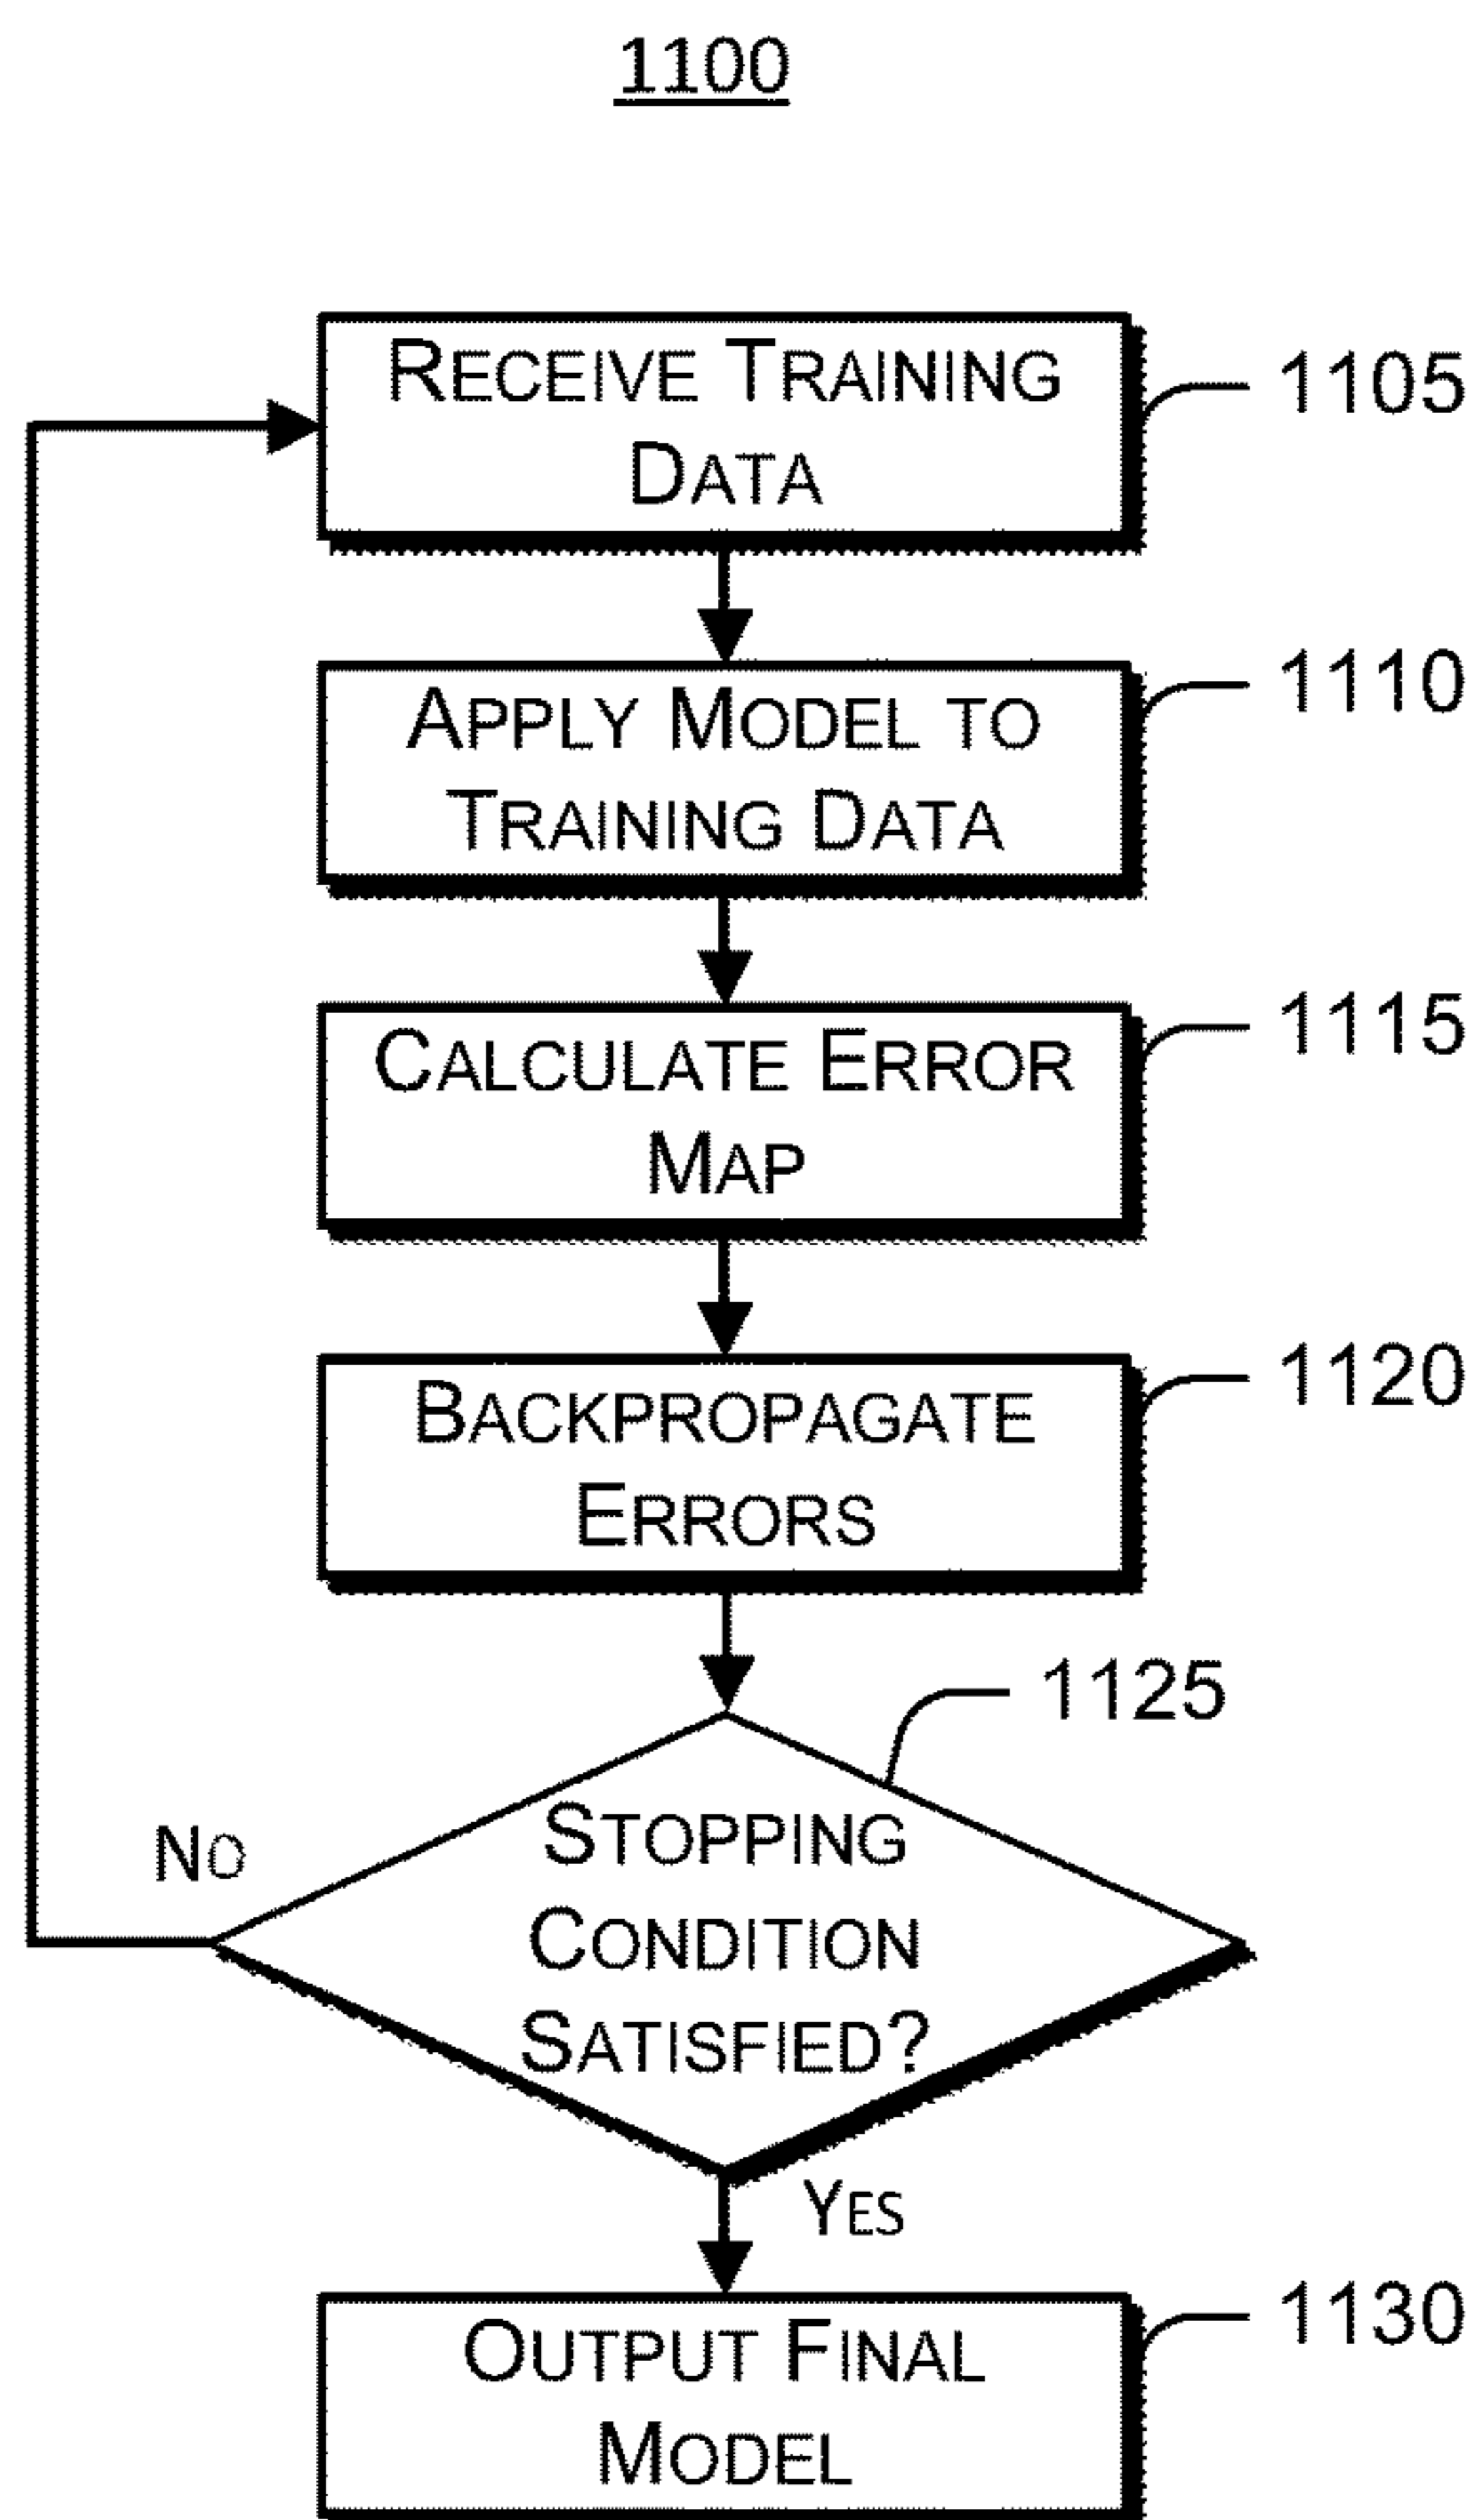 1100
RECEIVE TRAINING
DATA
1105
APPLY MODEL TO
TRAINING DATA
1110
CALCULATE ERROR
MAP
1115
BACKPROPAGATE
ERRORS
1120
1125
STOPPING
CONDITION
SATISFIED?
NO
YES
OUTPUT FINAL
MODEL
1130